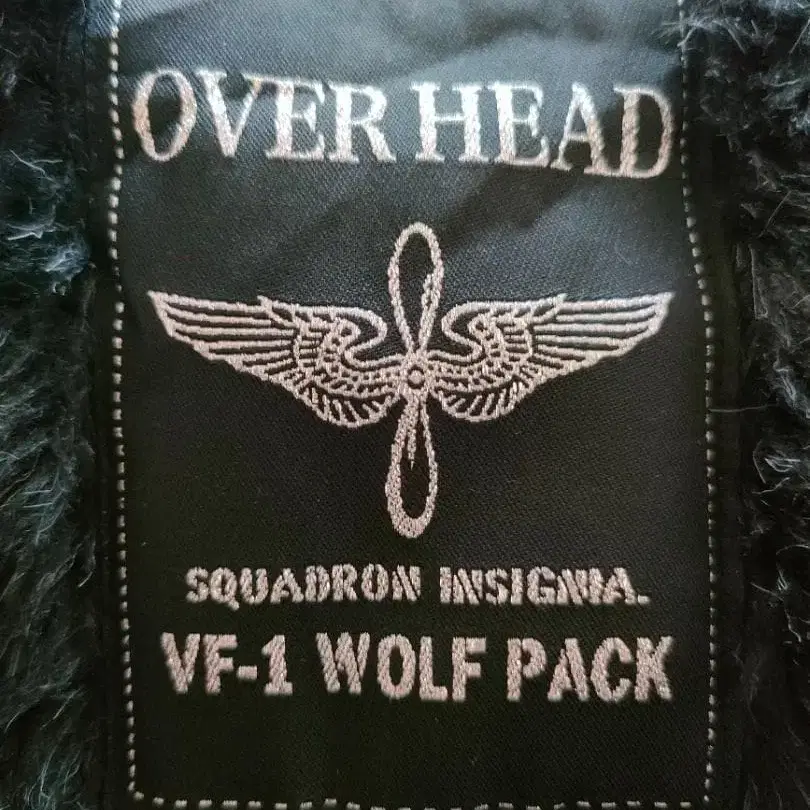 OVER HEAD
SQUADRON INSIGNIA.
VF-1 WOLF PACK